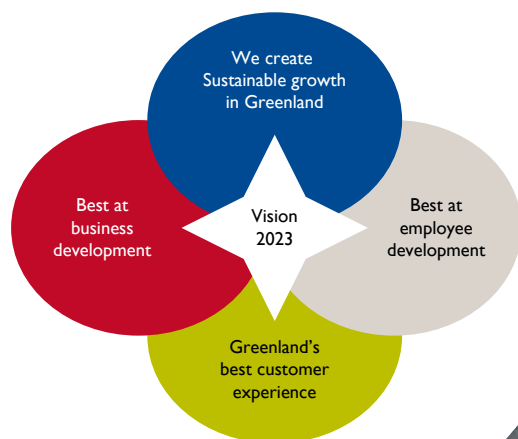 We create
Sustainable growth
in Greenland
Best at
business
development
Vision
2023
Best at
employee
development
Greenland's
best customer
experience